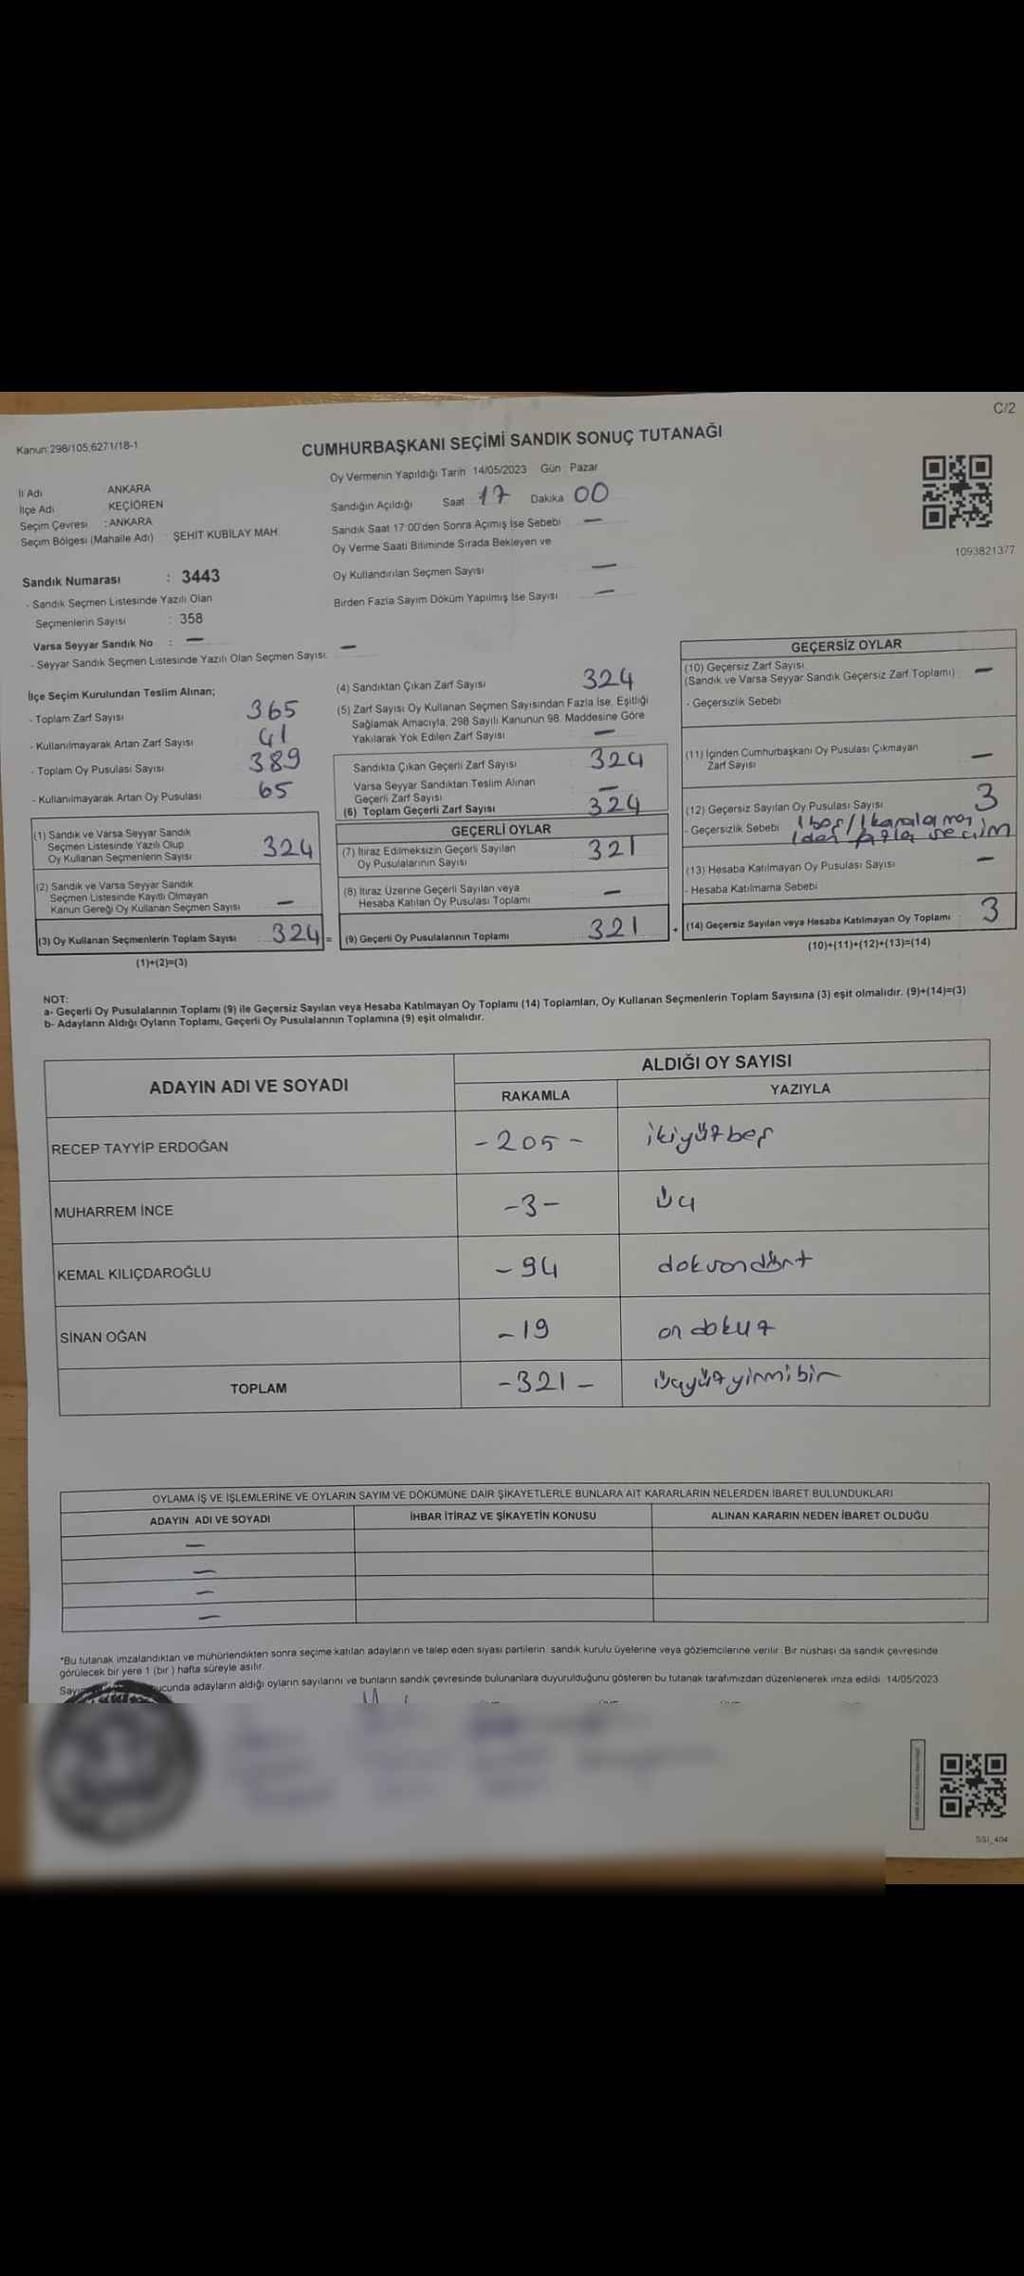 C/2
Kanun:298/105,6271/18-1
CUMHURBAŞKANI SEÇİMİ SANDIK SONUÇ TUTANAĞI
Oy Vermenin Yapıldığı Tarih 14/05/2023 Gün : Pazar
İl Adı : ANKARA
İlçe Adı : KEÇİÖREN
Seçim Çevresi : ANKARA
Seçim Bölgesi (Mahalle Adı) : ŞEHİT KUBİLAY MAH.
Sandığın Açıldığı Saat 17 Dakika 00
Sandık Saat 17:00'den Sonra Açılmış İse Sebebi —
Oy Verme Saati Bitiminde Sırada Bekleyen ve
Oy Kullandırılan Seçmen Sayısı —
Birden Fazla Sayım Döküm Yapılmış İse Sayısı —
1093821377
Sandık Numarası : 3443
- Sandık Seçmen Listesinde Yazılı Olan
Seçmenlerin Sayısı : 358
Varsa Seyyar Sandık No : —
- Seyyar Sandık Seçmen Listesinde Yazılı Olan Seçmen Sayısı: —
İlçe Seçim Kurulundan Teslim Alınan;
- Toplam Zarf Sayısı 365
- Kullanılmayarak Artan Zarf Sayısı 41
- Toplam Oy Pusulası Sayısı 389
- Kullanılmayarak Artan Oy Pusulası 65
(1) Sandık ve Varsa Seyyar Sandık
Seçmen Listesinde Yazılı Olup
Oy Kullanan Seçmenlerin Sayısı 324
(2) Sandık ve Varsa Seyyar Sandık
Seçmen Listesinde Kayıtlı Olmayan
Kanun Gereği Oy Kullanan Seçmen Sayısı —
(3) Oy Kullanan Seçmenlerin Toplam Sayısı 324 =
(1)+(2)=(3)
(4) Sandıktan Çıkan Zarf Sayısı 324
(5) Zarf Sayısı Oy Kullanan Seçmen Sayısından Fazla İse, Eşitliği
Sağlamak Amacıyla, 298 Sayılı Kanunun 98. Maddesine Göre
Yakılarak Yok Edilen Zarf Sayısı —
Sandıkta Çıkan Geçerli Zarf Sayısı 324
Varsa Seyyar Sandıktan Teslim Alınan
Geçerli Zarf Sayısı —
(6) Toplam Geçerli Zarf Sayısı 324
GEÇERLİ OYLAR
(7) İtiraz Edilmeksizin Geçerli Sayılan
Oy Pusulalarının Sayısı 321
(8) İtiraz Üzerine Geçerli Sayılan veya
Hesaba Katılan Oy Pusulası Toplamı —
(9) Geçerli Oy Pusulalarının Toplamı 321 +
GEÇERSİZ OYLAR
(10) Geçersiz Zarf Sayısı
(Sandık ve Varsa Seyyar Sandık Geçersiz Zarf Toplamı) —
- Geçersizlik Sebebi
(11) İçinden Cumhurbaşkanı Oy Pusulası Çıkmayan
Zarf Sayısı —
(12) Geçersiz Sayılan Oy Pusulası Sayısı 3
- Geçersizlik Sebebi 1 boş / 1 karalama
fazla seçim
(13) Hesaba Katılmayan Oy Pusulası Sayısı —
- Hesaba Katılmama Sebebi
(14) Geçersiz Sayılan veya Hesaba Katılmayan Oy Toplamı 3
(10)+(11)+(12)+(13)=(14)
NOT:
a- Geçerli Oy Pusulalarının Toplamı (9) ile Geçersiz Sayılan veya Hesaba Katılmayan Oy Toplamı (14) Toplamları, Oy Kullanan Seçmenlerin Toplam Sayısına (3) eşit olmalıdır. (9)+(14)=(3)
b- Adayların Aldığı Oyların Toplamı, Geçerli Oy Pusulalarının Toplamına (9) eşit olmalıdır.
ADAYIN ADI VE SOYADI ALDIĞI OY SAYISI
RAKAMLA YAZIYLA
RECEP TAYYİP ERDOĞAN -205- ikiyüzbeş
MUHARREM İNCE -3- üç
KEMAL KILIÇDAROĞLU -94 doksandört
SİNAN OĞAN -19 on dokuz
TOPLAM -321- üçyüzyirmibir
OYLAMA İŞ VE İŞLEMLERİNE VE OYLARIN SAYIM VE DÖKÜMÜNE DAİR ŞİKAYETLERLE BUNLARA AİT KARARLARIN NELERDEN İBARET BULUNDUKLARI
ADAYIN ADI VE SOYADI İHBAR İTİRAZ VE ŞİKAYETİN KONUSU ALINAN KARARIN NEDEN İBARET OLDUĞU
—
—
—
—
*Bu tutanak imzalandıktan ve mühürlendikten sonra seçime katılan adayların ve talep eden siyasi partilerin sandık kurulu üyelerine veya gözlemcilerine verilir. Bir nüshası da sandık çevresinde
görülecek bir yere 1 (bir) hafta süreyle asılır.
ucunda adayların aldığı oyların sayılarını ve bunların sandık çevresinde bulunanlara duyurulduğunu gösteren bu tutanak tarafımızdan düzenlenerek imza edildi. 14/05/2023
SSI_404